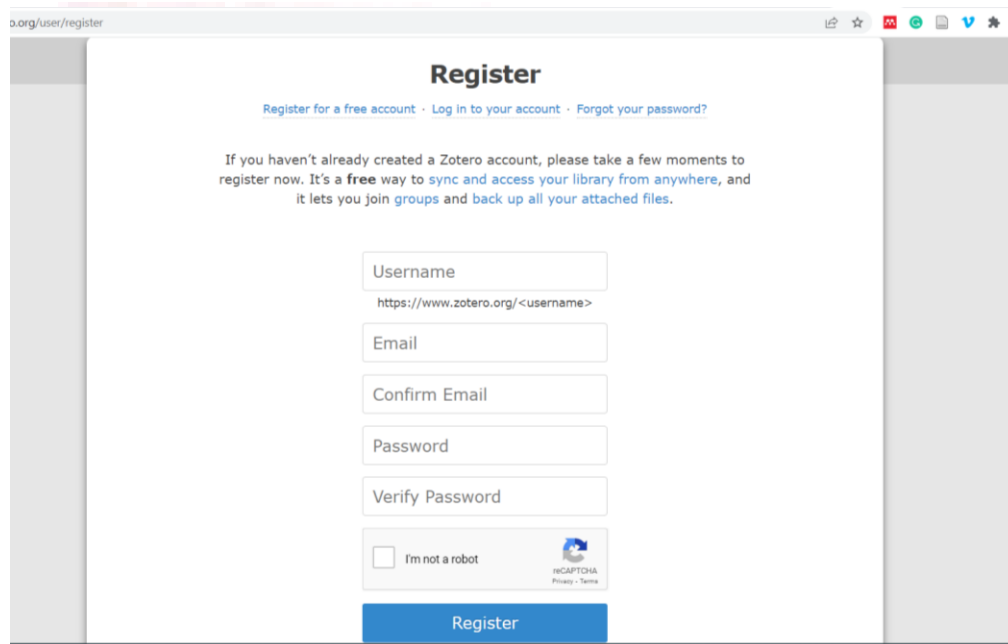 o.org/user/register
Register
Register for a free account · Log in to your account · Forgot your password?
If you haven’t already created a Zotero account, please take a few moments to
register now. It’s a free way to sync and access your library from anywhere, and
it lets you join groups and back up all your attached files.
Username
https://www.zotero.org/<username>
Email
Confirm Email
Password
Verify Password
I'm not a robot
reCAPTCHA
Privacy - Terms
Register